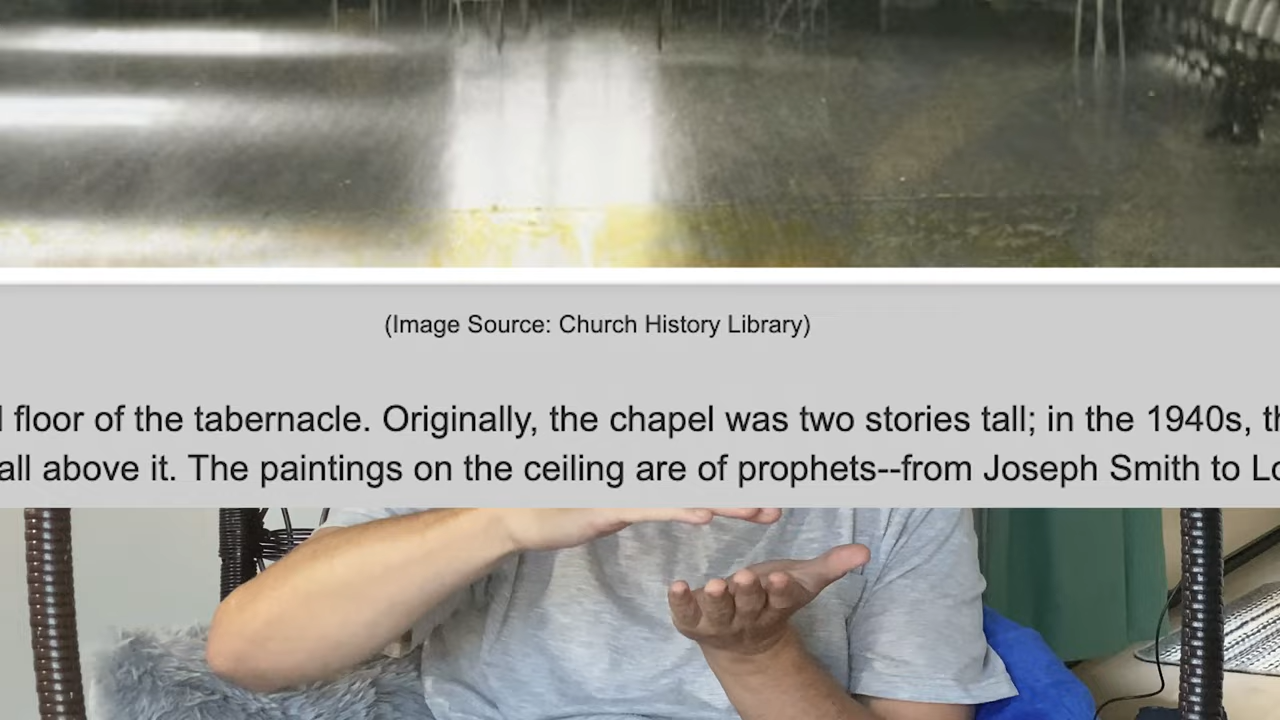 (Image Source: Church History Library)
floor of the tabernacle. Originally, the chapel was two stories tall; in the 1940s,
all above it. The paintings on the ceiling are of prophets--from Joseph Smith to